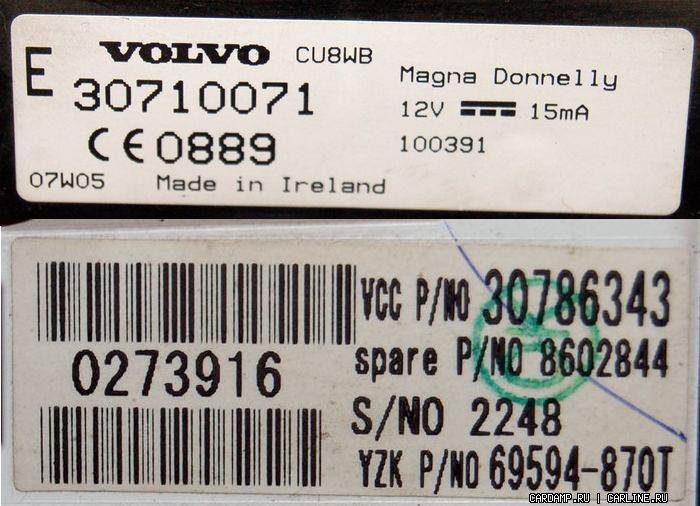 E VOLVO CU8WB
30710071
CE0889
07W05 Made in Ireland
Magna Donnelly
12V 15mA
100391
0273916
VCC P/NO 30786343
spare P/NO 8602844
S/NO 2248
YZK P/NO 69594-870T
CARDAMP.RU | CARLINE.RU